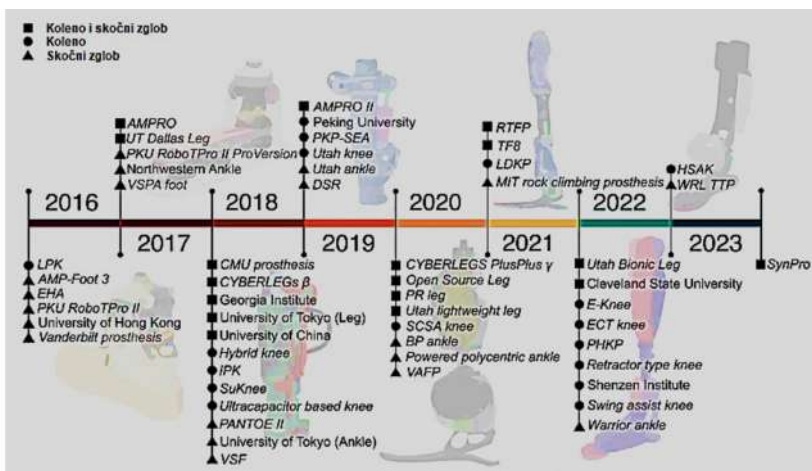 Koleno i skočni zglob
Koleno
Skočni zglob
AMPRO
UT Dallas Leg
PKU RoboTPro II ProVersion
Northwestern Ankle
VSPA foot
AMPRO II
Peking University
PKP-SEA
Utah knee
Utah ankle
DSR
RTFP
TF8
LDKP
MIT rock climbing prosthesis
HSAK
WRL TTP
2016
2018
2020
2022
2017
2019
2021
2023
LPK
AMP-Foot 3
EHA
PKU RoboTPro II
University of Hong Kong
Vanderbilt prosthesis
CMU prosthesis
CYBERLEGs β
Georgia Institute
University of Tokyo (Leg)
University of China
Hybrid knee
IPK
SuKnee
Ultracapacitor based knee
PANTOE II
University of Tokyo (Ankle)
VSF
CYBERLEGS PlusPlus γ
Open Source Leg
PR leg
Utah lightweight leg
SCSA knee
BP ankle
Powered polycentric ankle
VAFP
Utah Bionic Leg
Cleveland State University
E-Knee
ECT knee
PHKP
Retractor type knee
Shenzen Institute
Swing assist knee
Warrior ankle
SynPro